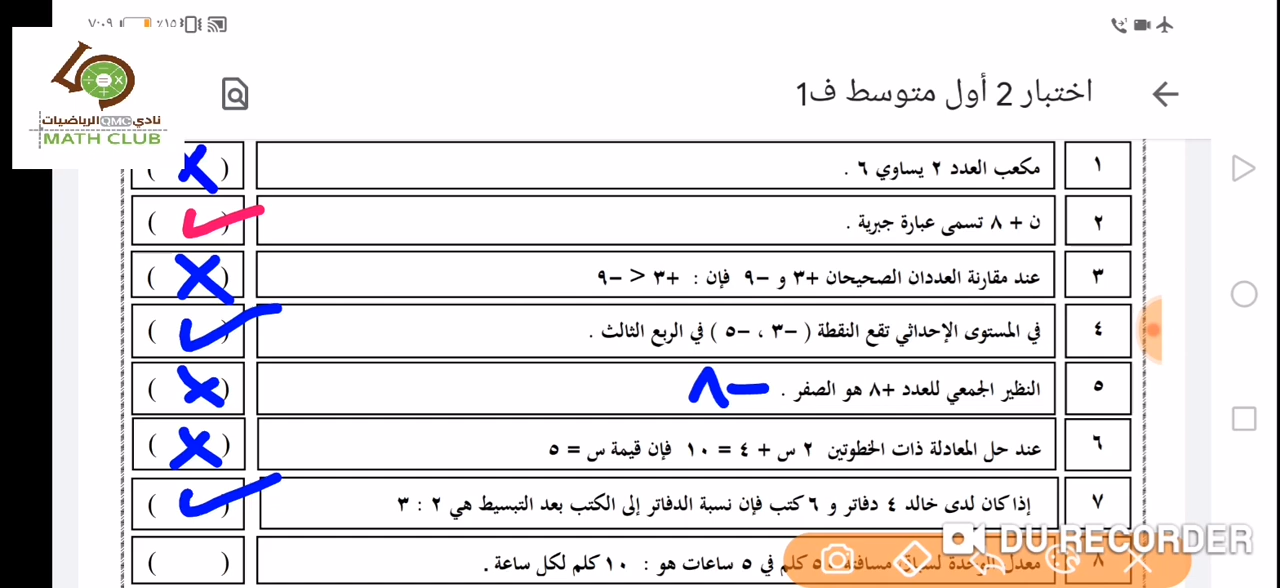 ٧:٠٩
١٥٪
اختبار 2 أول متوسط ف1
نادي QMC الرياضيات
MATH CLUB
١ مكعب العدد ٢ يساوي ٦ . ( )
٢ ن + ٨ تسمى عبارة جبرية . ( )
٣ عند مقارنة العددان الصحيحان +٣ و –٩ فإن : +٣ < –٩ ( )
٤ في المستوى الإحداثي تقع النقطة ( –٣ ، –٥ ) في الربع الثالث . ( )
٥ النظير الجمعي للعدد +٨ هو الصفر . –٨ ( )
٦ عند حل المعادلة ذات الخطوتين ٢ س + ٤ = ١٠ فإن قيمة س = ٥ ( )
٧ إذا كان لدى خالد ٤ دفاتر و ٦ كتب فإن نسبة الدفاتر إلى الكتب بعد التبسيط هي ٢ : ٣ ( )
٨ معدل الوحدة لسباق مسافته كلم في ٥ ساعات هو : ١٠ كلم لكل ساعة . ( )
DU RECORDER